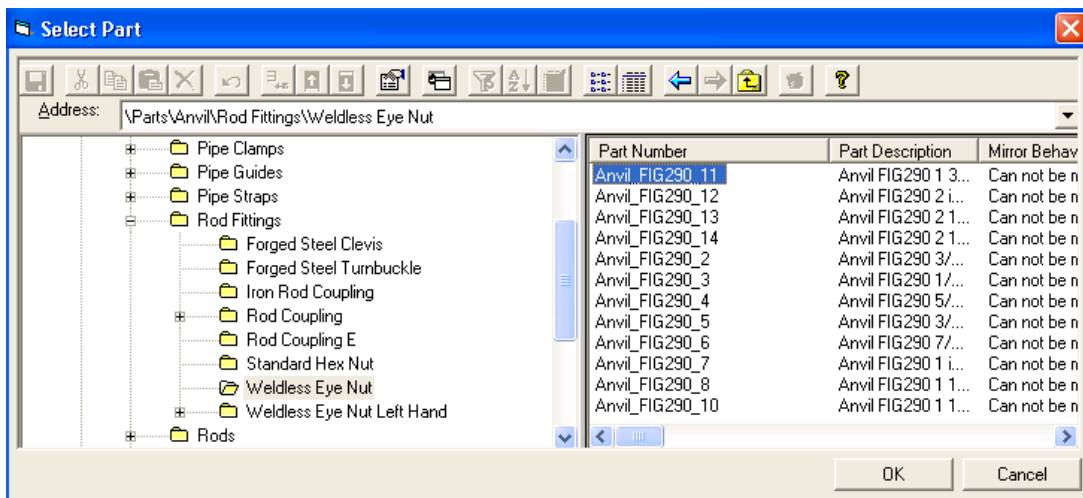 Select Part
Address: \Parts\Anvil\Rod Fittings\Weldless Eye Nut
Pipe Clamps
Pipe Guides
Pipe Straps
Rod Fittings
Forged Steel Clevis
Forged Steel Turnbuckle
Iron Rod Coupling
Rod Coupling
Rod Coupling E
Standard Hex Nut
Weldless Eye Nut
Weldless Eye Nut Left Hand
Rods
Part Number Part Description Mirror Behav
Anvil_FIG290_11 Anvil FIG290 1 3... Can not be n
Anvil_FIG290_12 Anvil FIG290 2 i... Can not be n
Anvil_FIG290_13 Anvil FIG290 2 1... Can not be n
Anvil_FIG290_14 Anvil FIG290 2 1... Can not be n
Anvil_FIG290_2 Anvil FIG290 3/... Can not be n
Anvil_FIG290_3 Anvil FIG290 1/... Can not be n
Anvil_FIG290_4 Anvil FIG290 5/... Can not be n
Anvil_FIG290_5 Anvil FIG290 3/... Can not be n
Anvil_FIG290_6 Anvil FIG290 7/... Can not be n
Anvil_FIG290_7 Anvil FIG290 1 i... Can not be n
Anvil_FIG290_8 Anvil FIG290 1 1... Can not be n
Anvil_FIG290_10 Anvil FIG290 1 1... Can not be n
OK Cancel